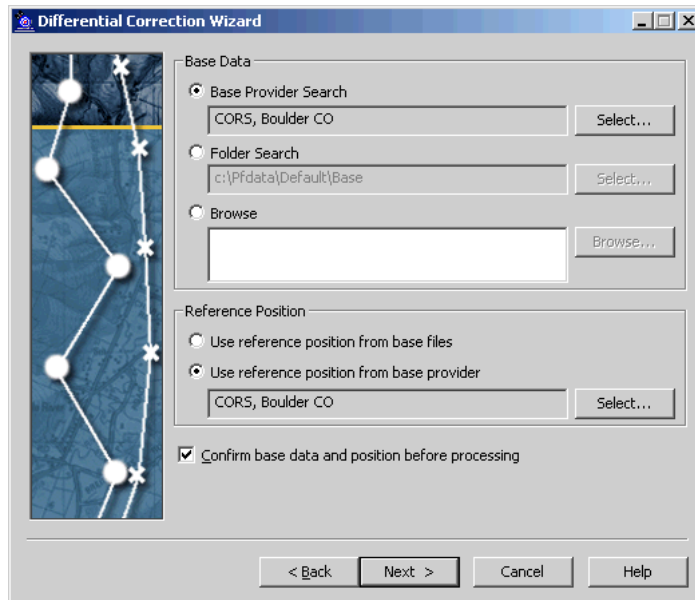 Differential Correction Wizard
Base Data
Base Provider Search
CORS, Boulder CO
Select...
Folder Search
c:\Pfdata\Default\Base
Select...
Browse
Browse...
Reference Position
Use reference position from base files
Use reference position from base provider
CORS, Boulder CO
Select...
Confirm base data and position before processing
< Back
Next >
Cancel
Help